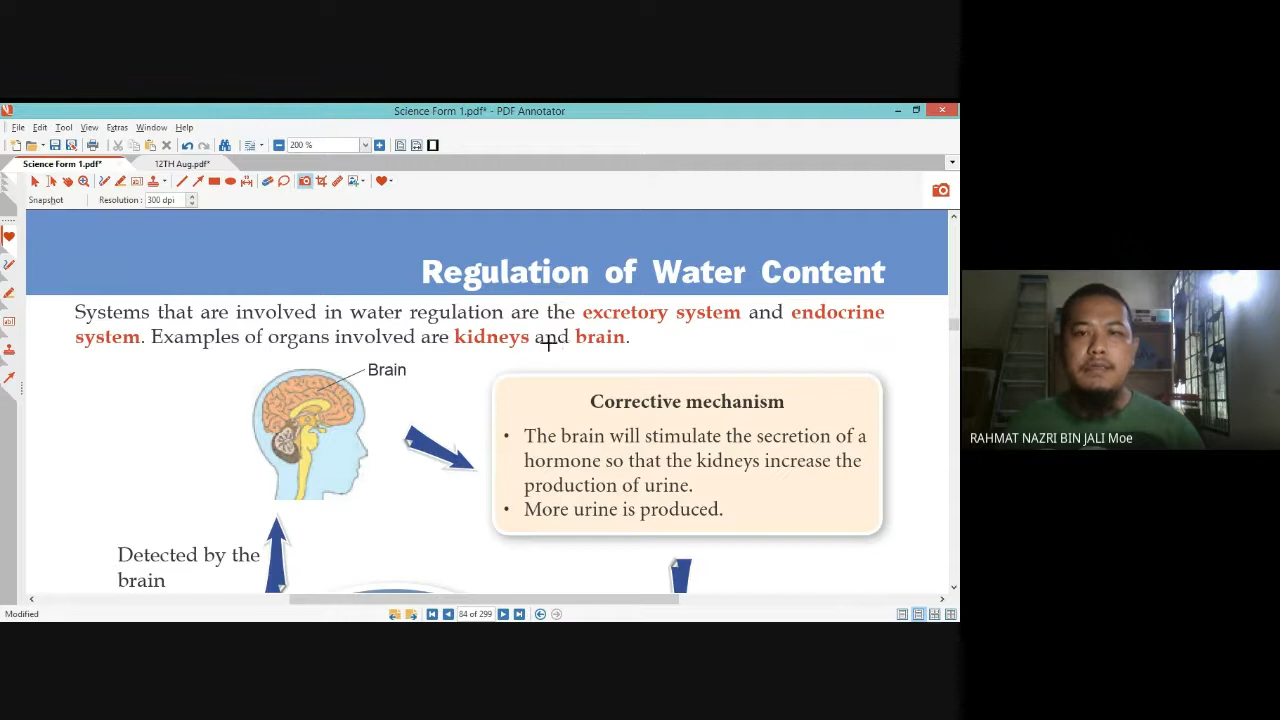 Science Form 1.pdf* - PDF Annotator
File Edit Tool View Extras Window Help
200 %
Science Form 1.pdf* 12TH Aug.pdf*
Snapshot Resolution: 300 dpi
Regulation of Water Content
Systems that are involved in water regulation are the excretory system and endocrine
system. Examples of organs involved are kidneys and brain.
Brain
Corrective mechanism
• The brain will stimulate the secretion of a
hormone so that the kidneys increase the
production of urine.
• More urine is produced.
Detected by the
brain
Modified
84 of 299
RAHMAT NAZRI BIN JALI Moe